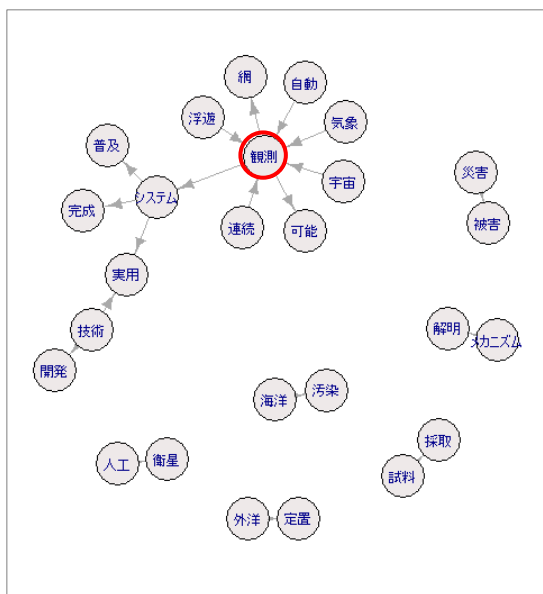 網
自動
浮遊
気象
普及
観測
災害
宇宙
システム
完成
被害
連続
可能
実用
技術
解明
メカニズム
開発
汚染
海洋
採取
人工
衛星
試料
外洋
定置